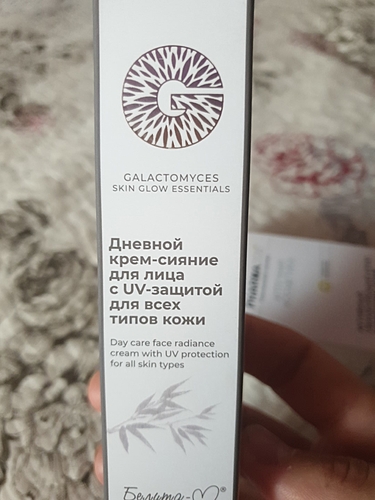 G
GALACTOMYCES
SKIN GLOW ESSENTIALS
Дневной
крем-сияние
для лица
с UV-защитой
для всех
типов кожи
Day care face radiance
cream with UV protection
for all skin types
Белита-М®